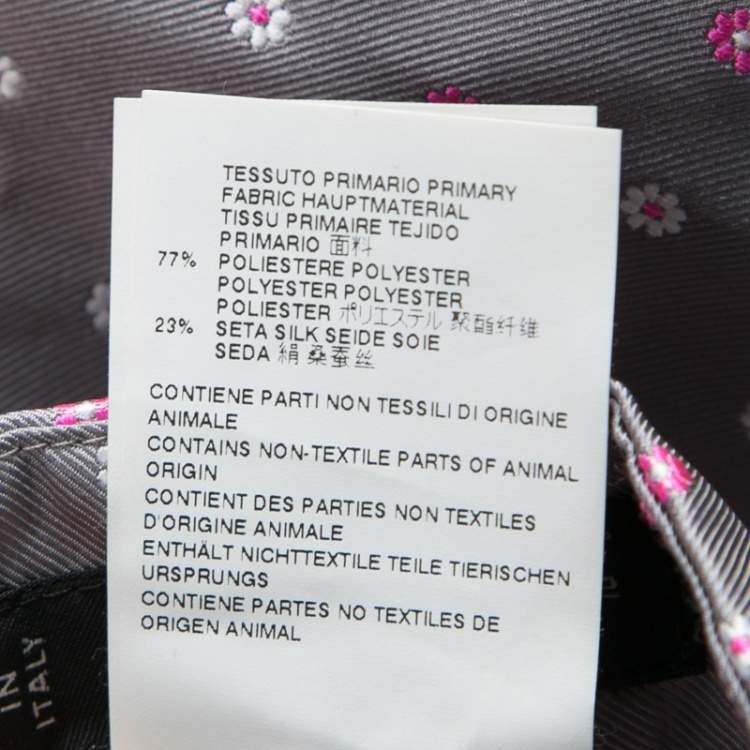 TESSUTO PRIMARIO PRIMARY
FABRIC HAUPTMATERIAL
TISSU PRIMAIRE TEJIDO
PRIMARIO 面料
77% POLIESTERE POLYESTER
POLYESTER POLYESTER
POLIESTER ポリエステル 聚酯纤维
23% SETA SILK SEIDE SOIE
SEDA 絹 桑蚕丝
CONTIENE PARTI NON TESSILI DI ORIGINE
ANIMALE
CONTAINS NON-TEXTILE PARTS OF ANIMAL
ORIGIN
CONTIENT DES PARTIES NON TEXTILES
D'ORIGINE ANIMALE
ENTHÄLT NICHTTEXTILE TEILE TIERISCHEN
URSPRUNGS
CONTIENE PARTES NO TEXTILES DE
ORIGEN ANIMAL
IN
ITALY